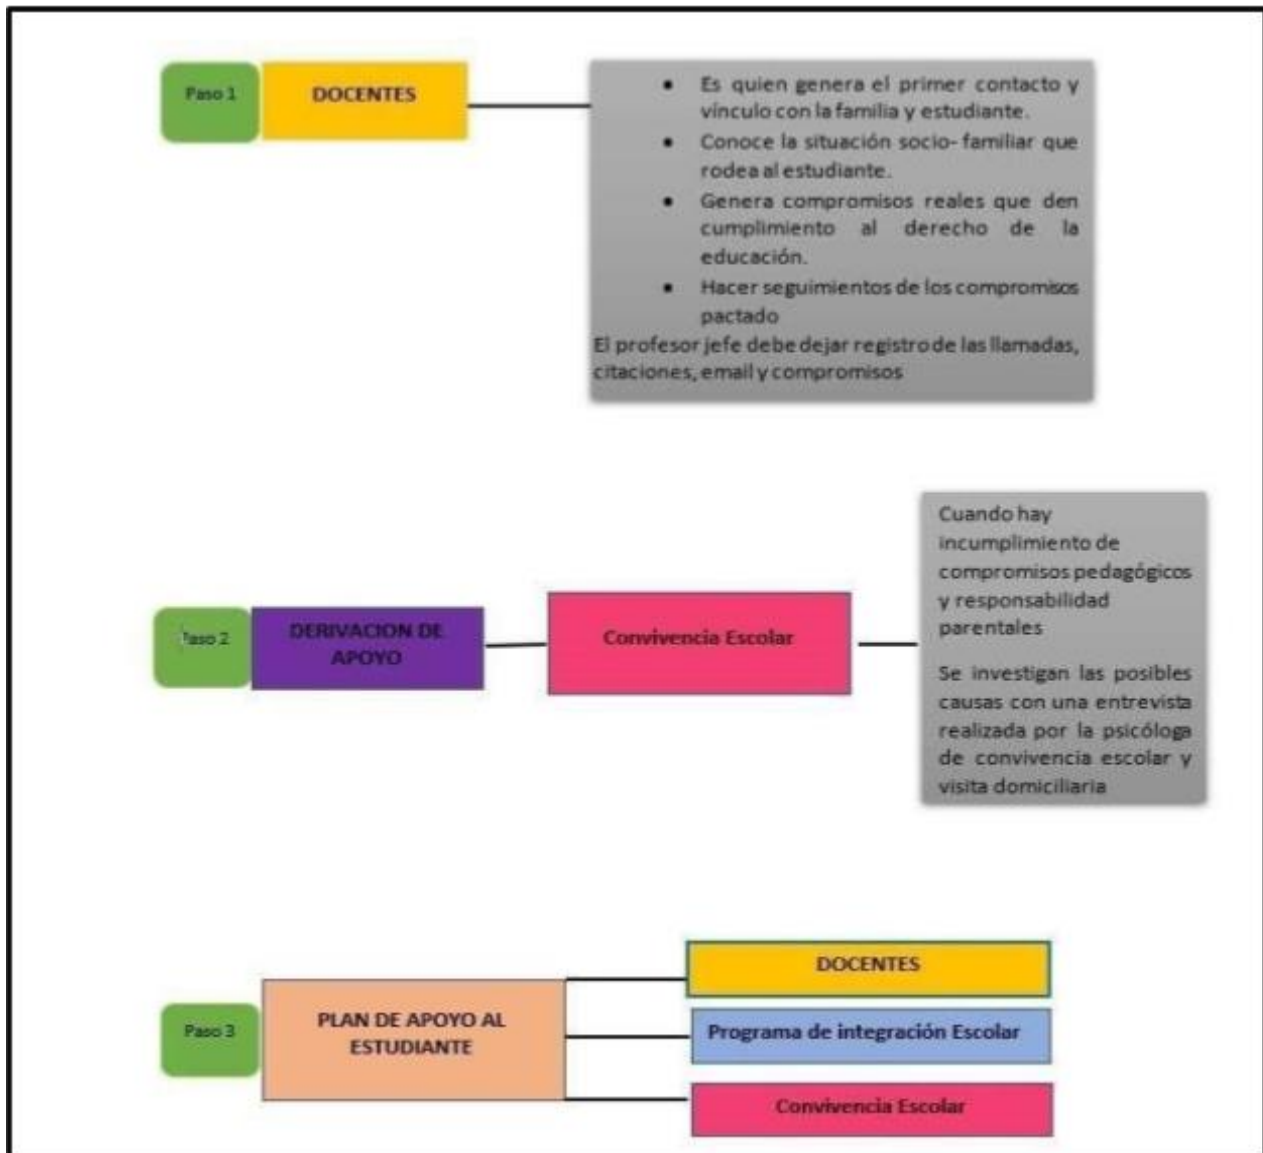 Paso 1
DOCENTES
• Es quien genera el primer contacto y
vínculo con la familia y estudiante.
• Conoce la situación socio- familiar que
rodea al estudiante.
• Genera compromisos reales que den
cumplimiento al derecho de la
educación.
• Hacer seguimientos de los compromisos
pactado
El profesor jefe debe dejar registro de las llamadas,
citaciones, email y compromisos
Paso 2
DERIVACION DE
APOYO
Convivencia Escolar
Cuando hay
incumplimiento de
compromisos pedagógicos
y responsabilidad
parentales
Se investigan las posibles
causas con una entrevista
realizada por la psicóloga
de convivencia escolar y
visita domiciliaria
Paso 3
PLAN DE APOYO AL
ESTUDIANTE
DOCENTES
Programa de integración Escolar
Convivencia Escolar